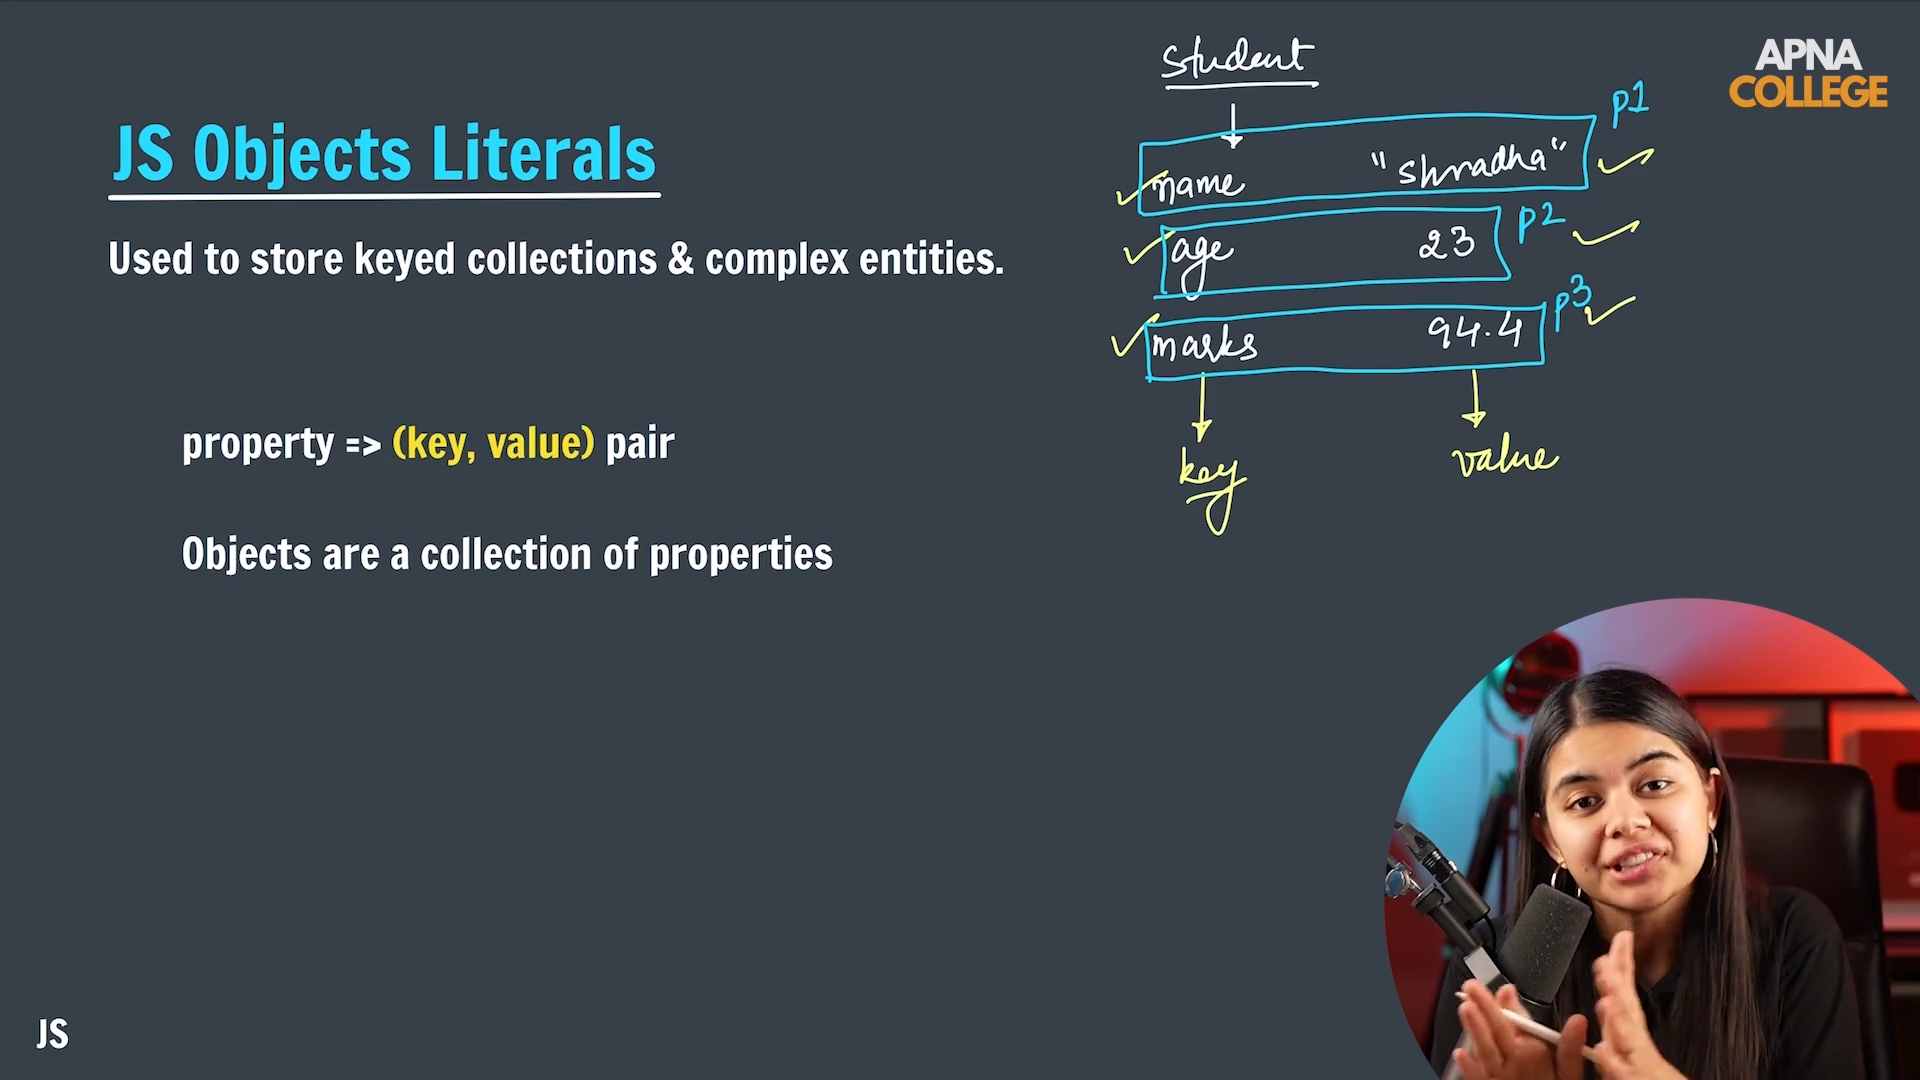 APNA
COLLEGE
JS Objects Literals
Used to store keyed collections & complex entities.
property => (key, value) pair
Objects are a collection of properties
student
name "shradha" p1
age 23 p2
marks 94.4 p3
key value
JS